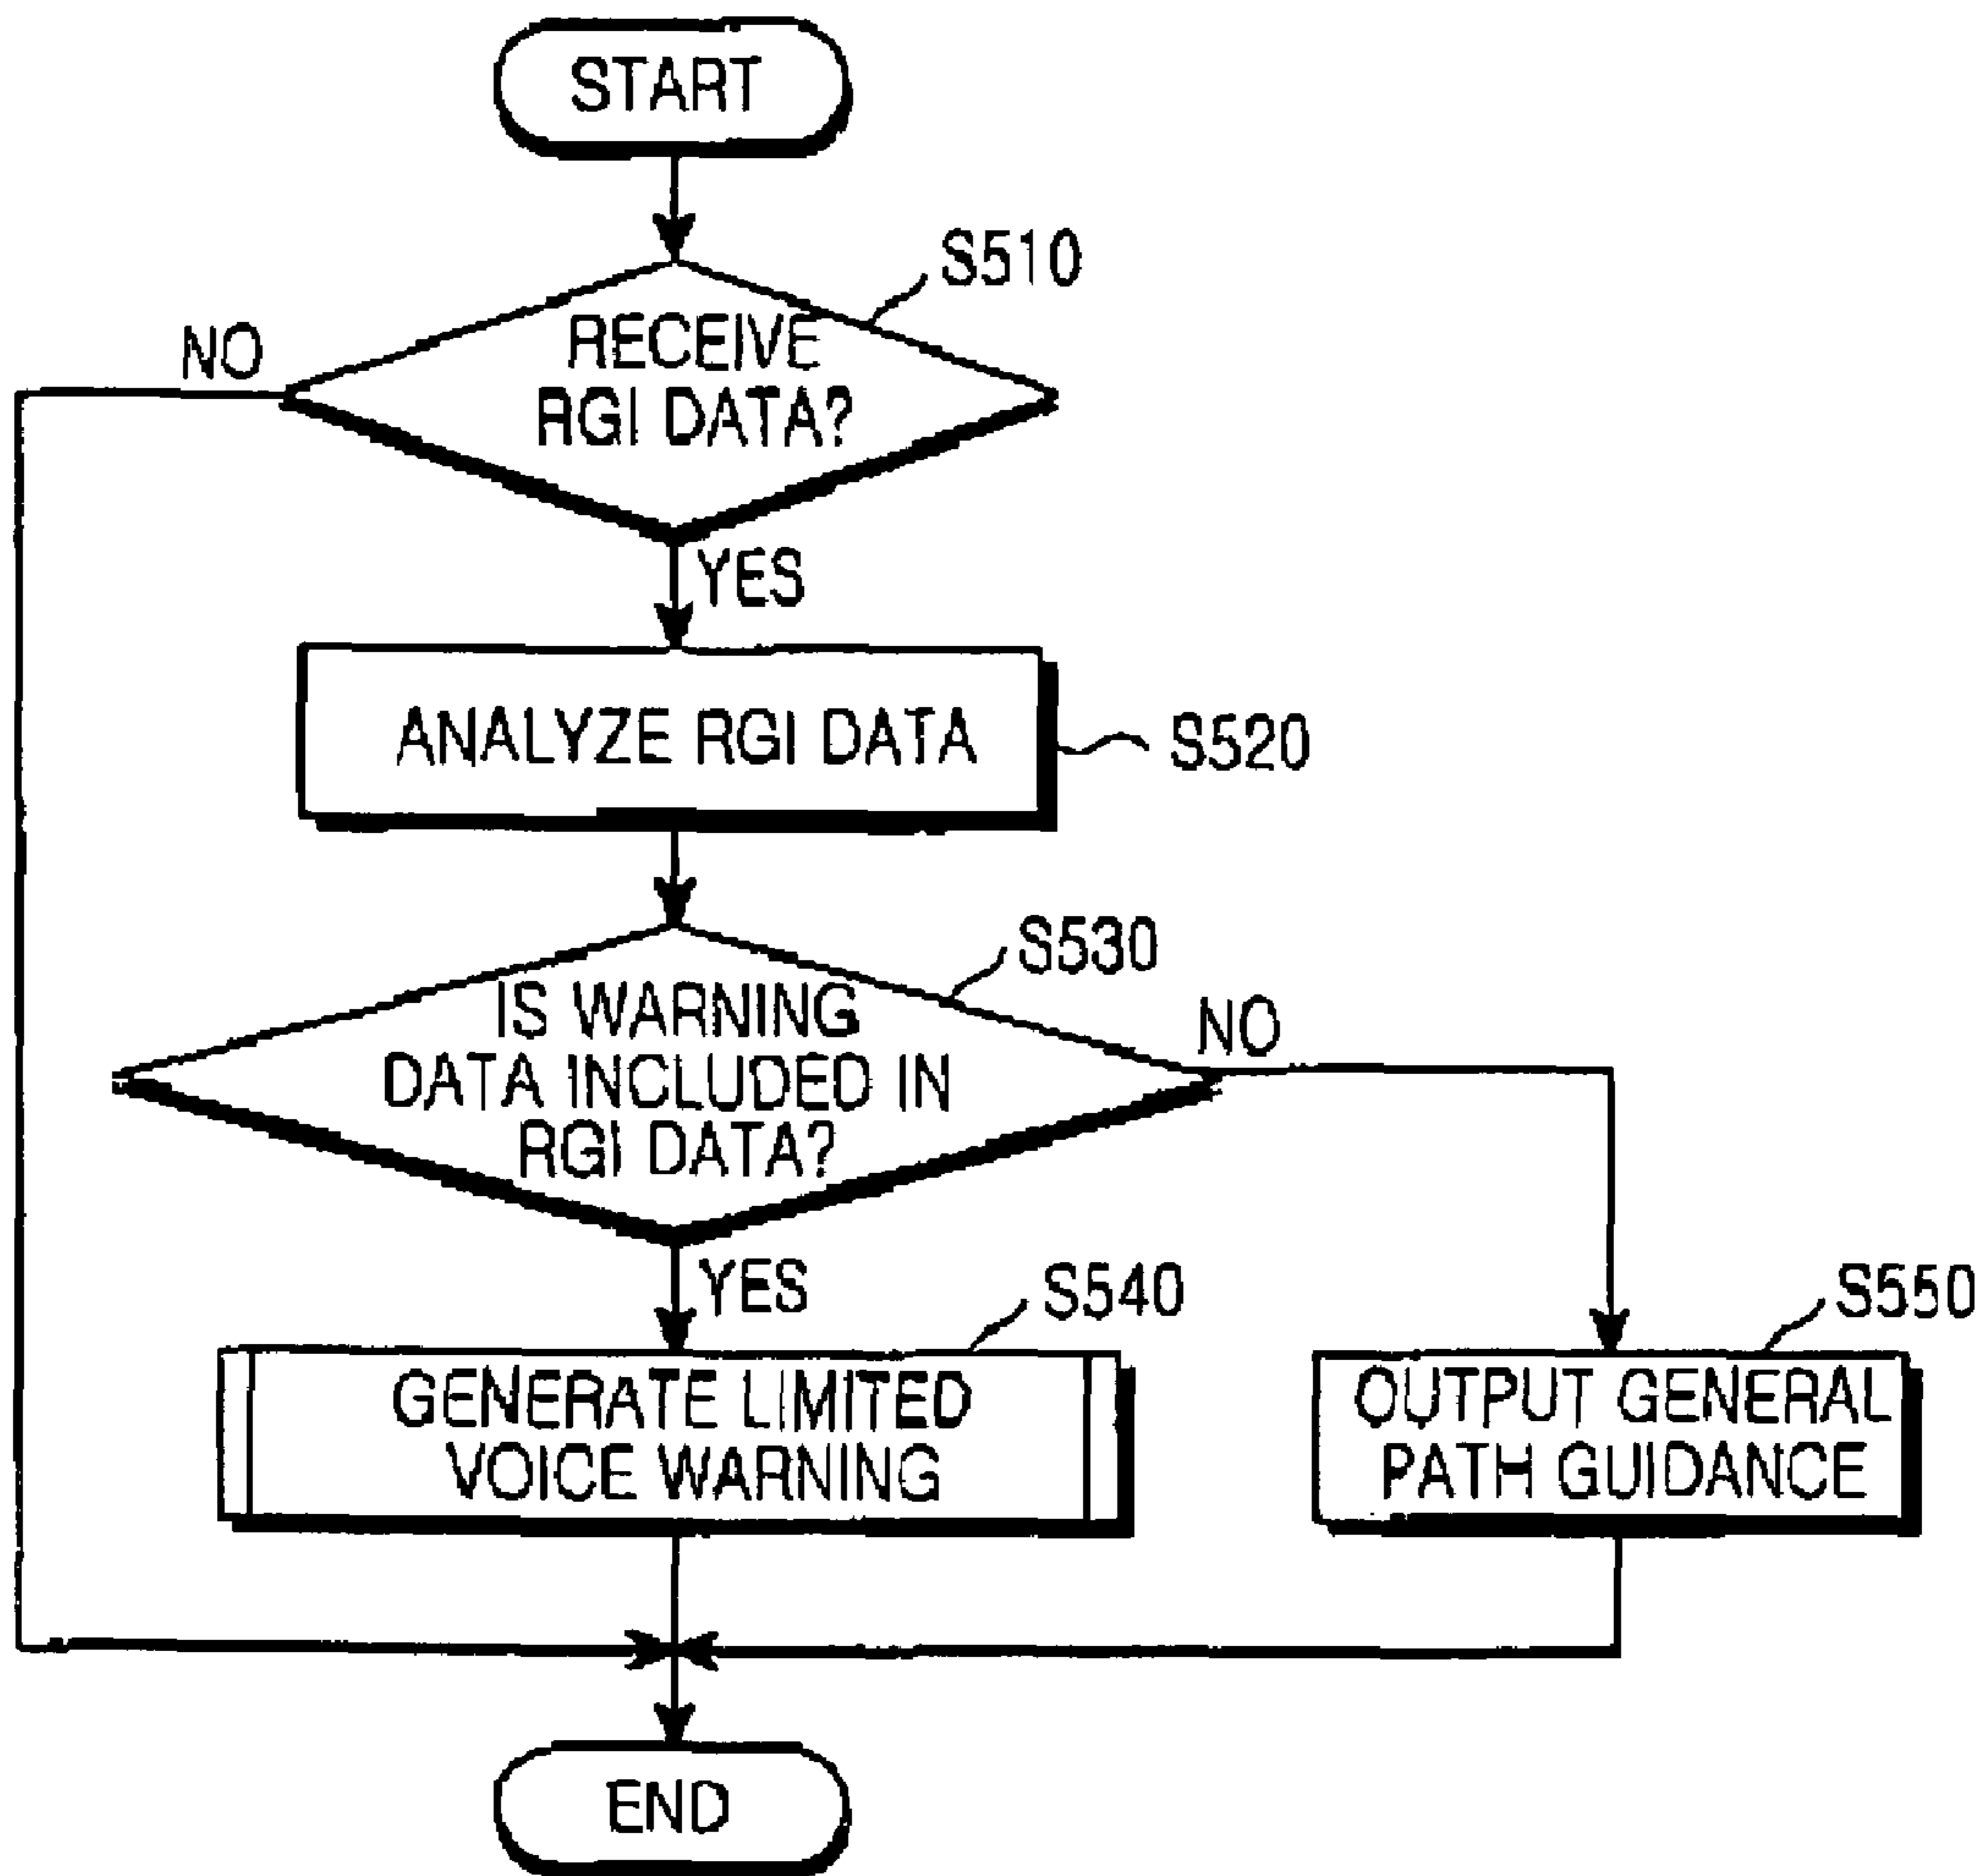 START
S510
NO
RECEIVE
RGI DATA?
YES
ANALYZE RGI DATA
S520
S530
IS WARNING
DATA INCLUDED IN
RGI DATA?
NO
YES
S540
S550
GENERATE LIMITED
VOICE WARNING
OUTPUT GENERAL
PATH GUIDANCE
END